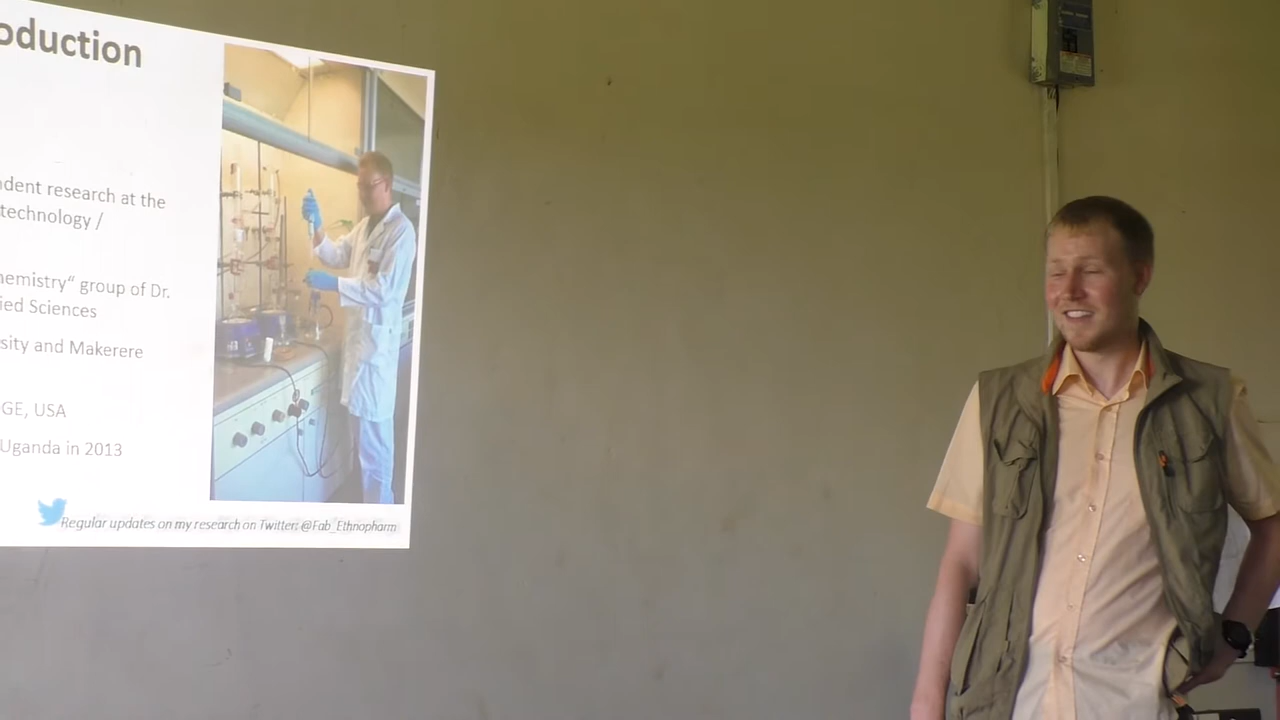 oduction
ndent research at the
technology /
hemistry“ group of Dr.
ied Sciences
sity and Makerere
GE, USA
Uganda in 2013
Regular updates on my research on Twitter: @Fab_Ethnopharm